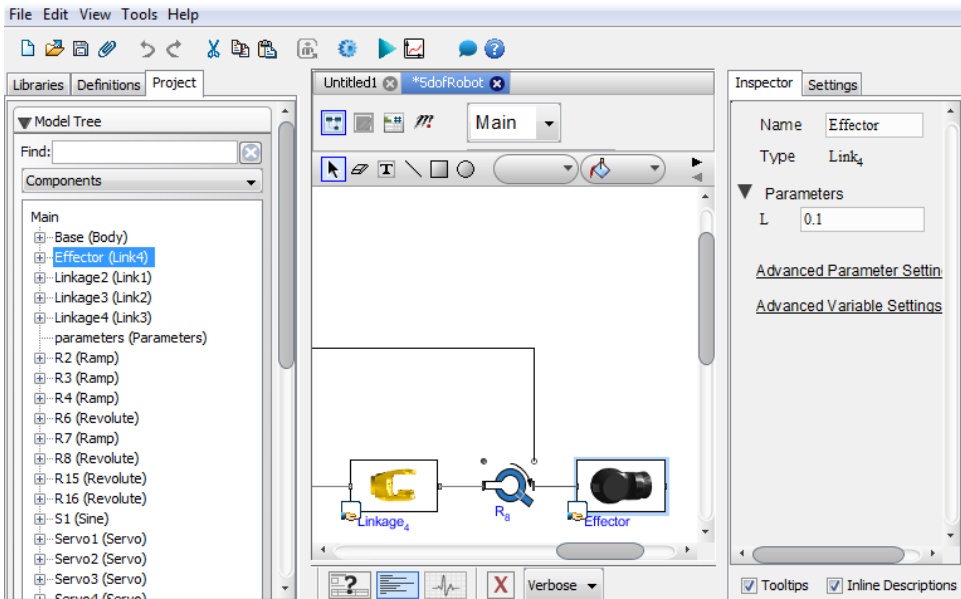 File Edit View Tools Help
Libraries Definitions Project
Model Tree
Find:
Components
Main
Base (Body)
Effector (Link4)
Linkage2 (Link1)
Linkage3 (Link2)
Linkage4 (Link3)
parameters (Parameters)
R2 (Ramp)
R3 (Ramp)
R4 (Ramp)
R6 (Revolute)
R7 (Ramp)
R8 (Revolute)
R15 (Revolute)
R16 (Revolute)
S1 (Sine)
Servo1 (Servo)
Servo2 (Servo)
Servo3 (Servo)
Servo4 (Servo)
Untitled1 *5dofRobot
Main
T
Linkage4
R8
Effector
? X Verbose
Inspector Settings
Name Effector
Type Link4
Parameters
L 0.1
Advanced Parameter Settin
Advanced Variable Settings
Tooltips Inline Descriptions